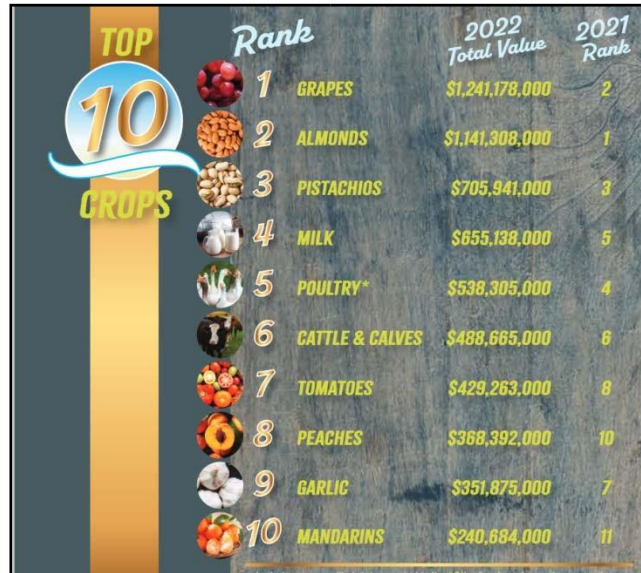 TOP
10
CROPS
Rank 2022 Total Value 2021 Rank
1 GRAPES $1,241,178,000 2
2 ALMONDS $1,141,308,000 1
3 PISTACHIOS $705,941,000 3
4 MILK $655,138,000 5
5 POULTRY* $538,305,000 4
6 CATTLE & CALVES $488,665,000 6
7 TOMATOES $429,263,000 8
8 PEACHES $368,392,000 10
9 GARLIC $351,875,000 7
10 MANDARINS $240,684,000 11